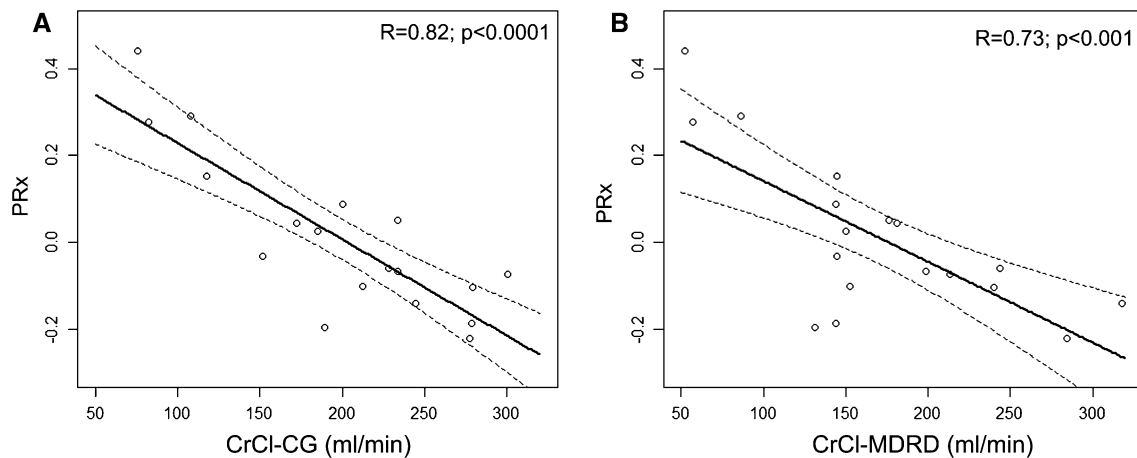 A
R=0.82; p<0.0001
PRx
0.4
0.2
0.0
-0.2
50 100 150 200 250 300
CrCl-CG (ml/min)
B
R=0.73; p<0.001
PRx
0.4
0.2
0.0
-0.2
50 100 150 200 250 300
CrCl-MDRD (ml/min)